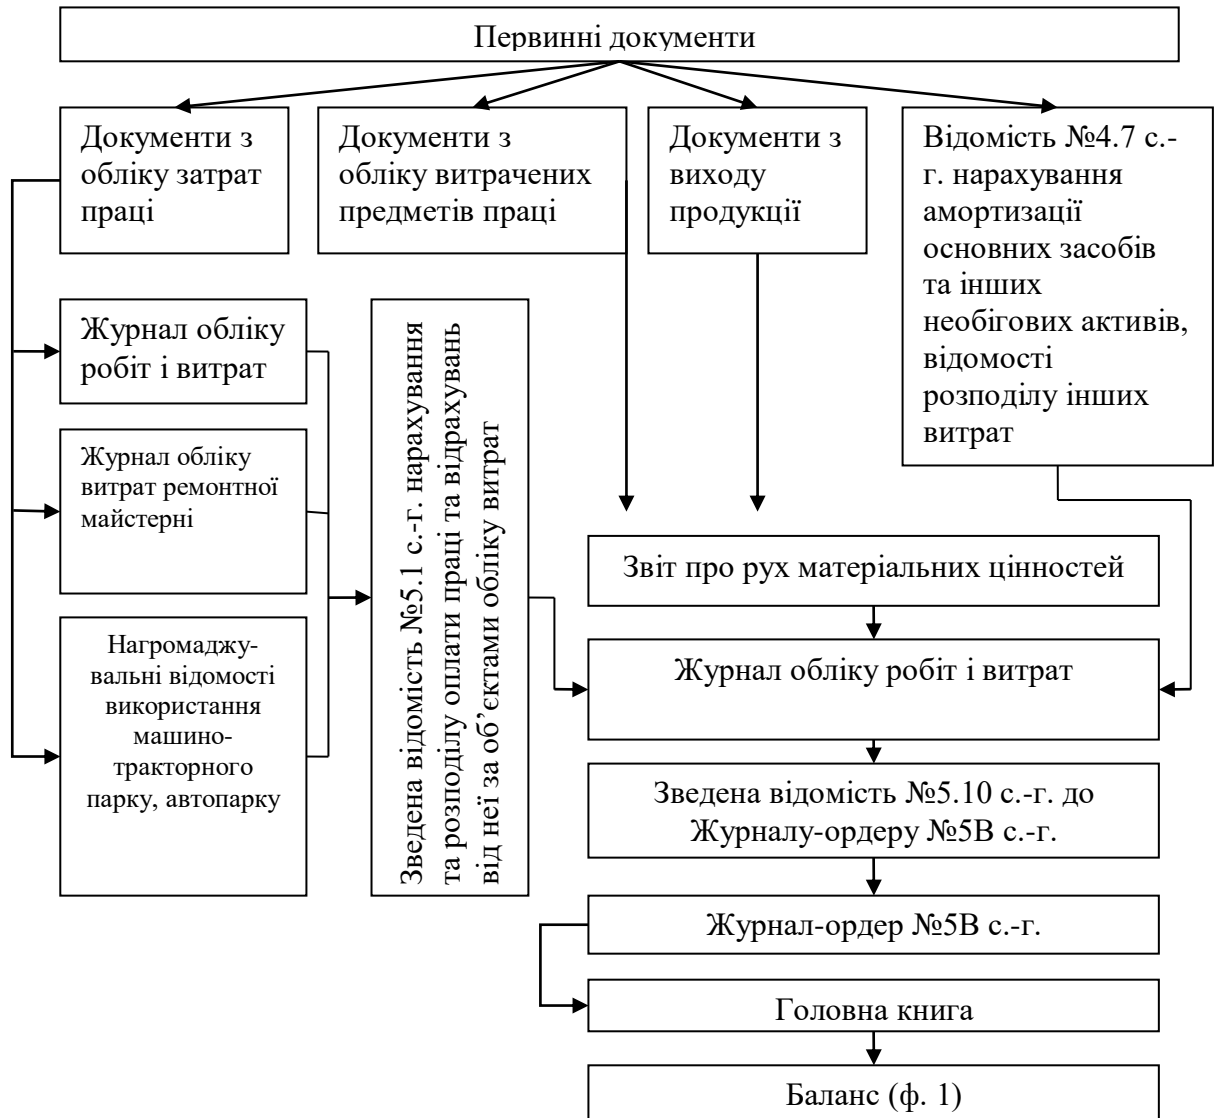 Первинні документи
Документи з
обліку затрат
праці
Документи з
обліку витрачених
предметів праці
Документи з
виходу
продукції
Відомість №4.7 с.-
г. нарахування
амортизації
основних засобів
та інших
необігових активів,
відомості
розподілу інших
витрат
Журнал обліку
робіт і витрат
Журнал обліку
витрат ремонтної
майстерні
Нагромаджу-
вальні відомості
використання
машино-
тракторного
парку, автопарку
Зведена відомість №5.1 с.-г. нарахування
та розподілу оплати праці та відрахувань
від неї за об’єктами обліку витрат
Звіт про рух матеріальних цінностей
Журнал обліку робіт і витрат
Зведена відомість №5.10 с.-г. до
Журналу-ордеру №5В с.-г.
Журнал-ордер №5В с.-г.
Головна книга
Баланс (ф. 1)